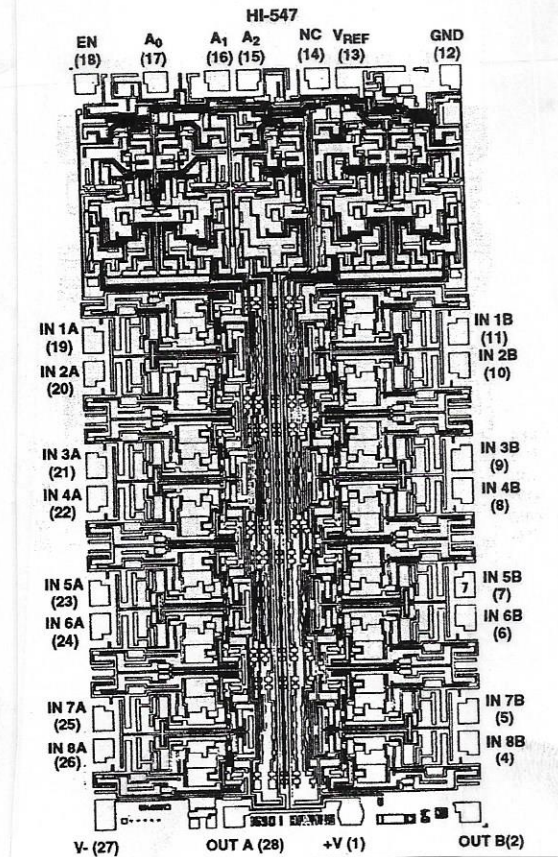 HI-547
EN A0 A1 A2 NC VREF GND
(18) (17) (16) (15) (14) (13) (12)
IN 1A
(19)
IN 2A
(20)
IN 3A
(21)
IN 4A
(22)
IN 5A
(23)
IN 6A
(24)
IN 7A
(25)
IN 8A
(26)
IN 1B
(11)
IN 2B
(10)
IN 3B
(9)
IN 4B
(8)
IN 5B
(7)
7
IN 6B
(6)
IN 7B
(5)
IN 8B
(4)
V- (27) OUT A (28) +V (1) OUT B(2)